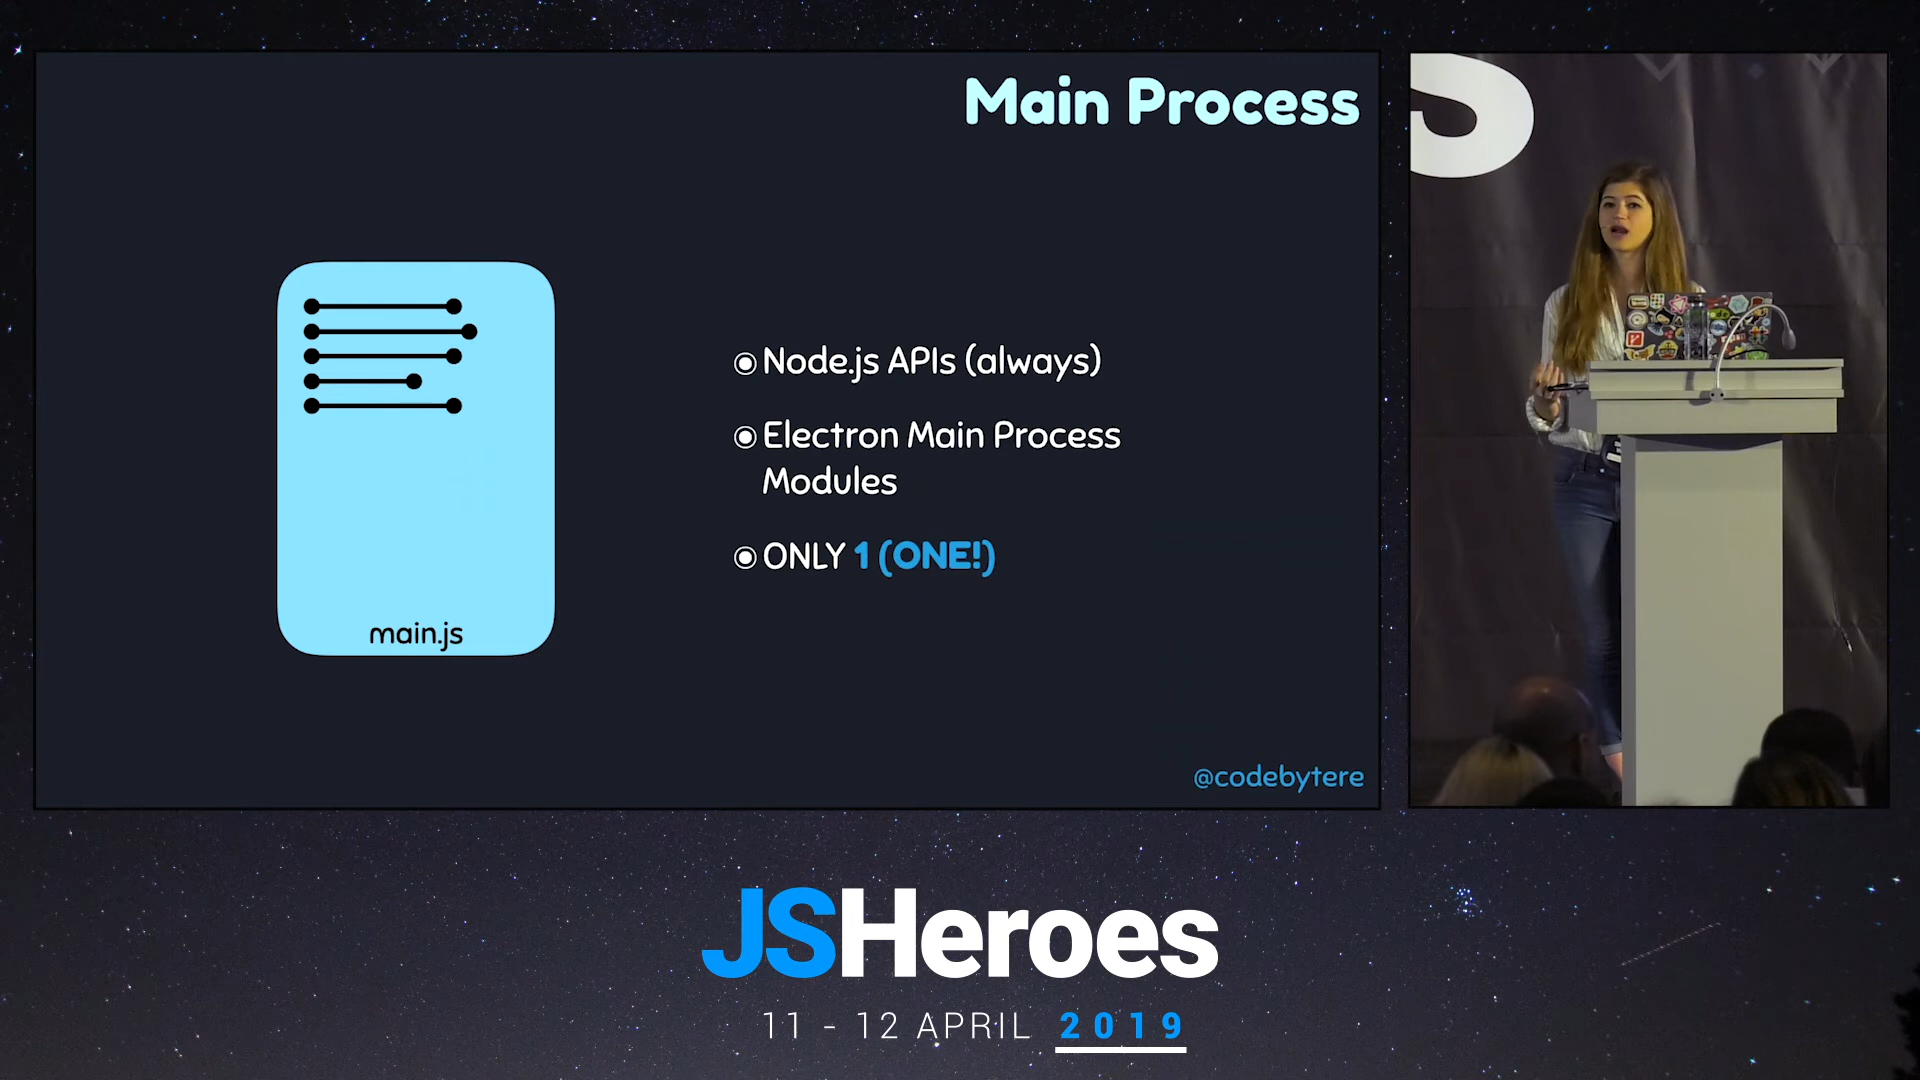 Main Process
Node.js APIs (always)
Electron Main Process
Modules
ONLY 1 (ONE!)
main.js
@codebytere
S
JSHeroes
11 - 12 APRIL 2019